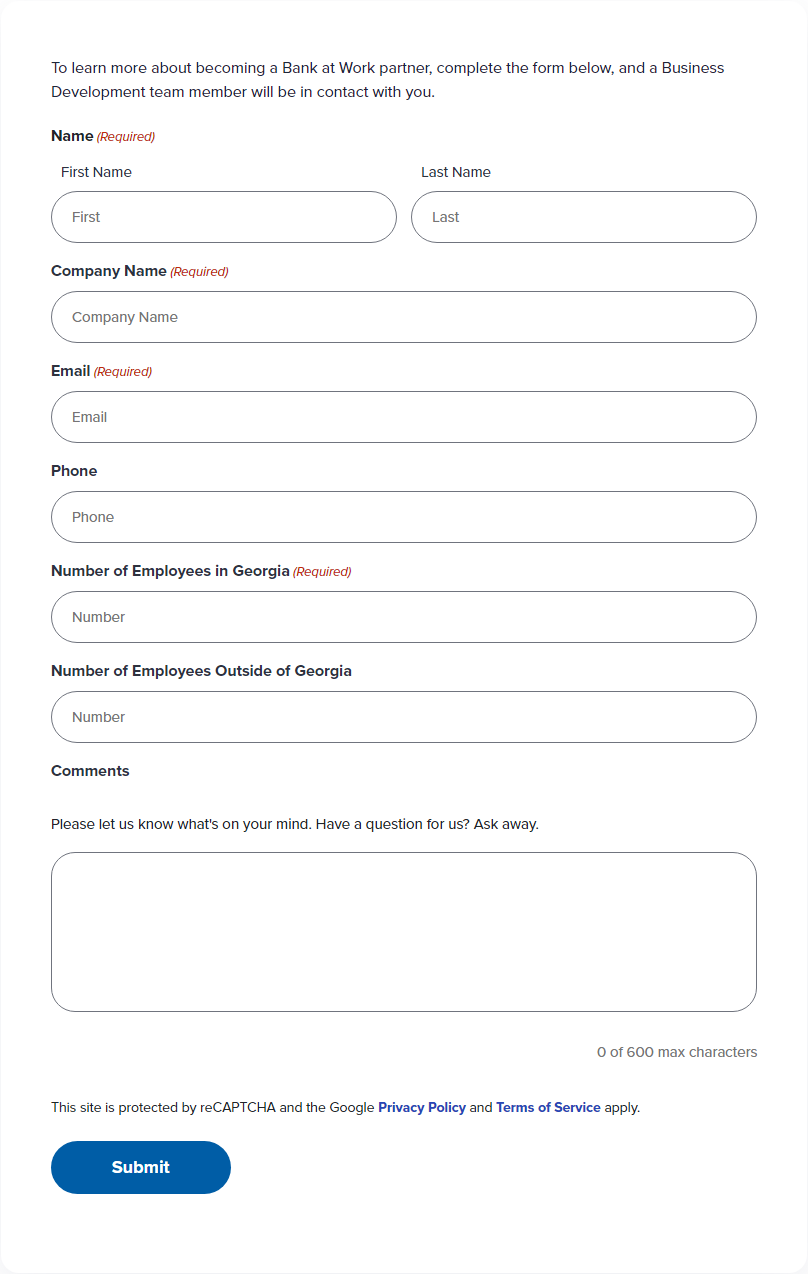 To learn more about becoming a Bank at Work partner, complete the form below, and a Business
Development team member will be in contact with you.
Name (Required)
First Name
Last Name
First
Last
Company Name (Required)
Company Name
Email (Required)
Email
Phone
Phone
Number of Employees in Georgia (Required)
Number
Number of Employees Outside of Georgia
Number
Comments
Please let us know what's on your mind. Have a question for us? Ask away.
0 of 600 max characters
This site is protected by reCAPTCHA and the Google Privacy Policy and Terms of Service apply.
Submit